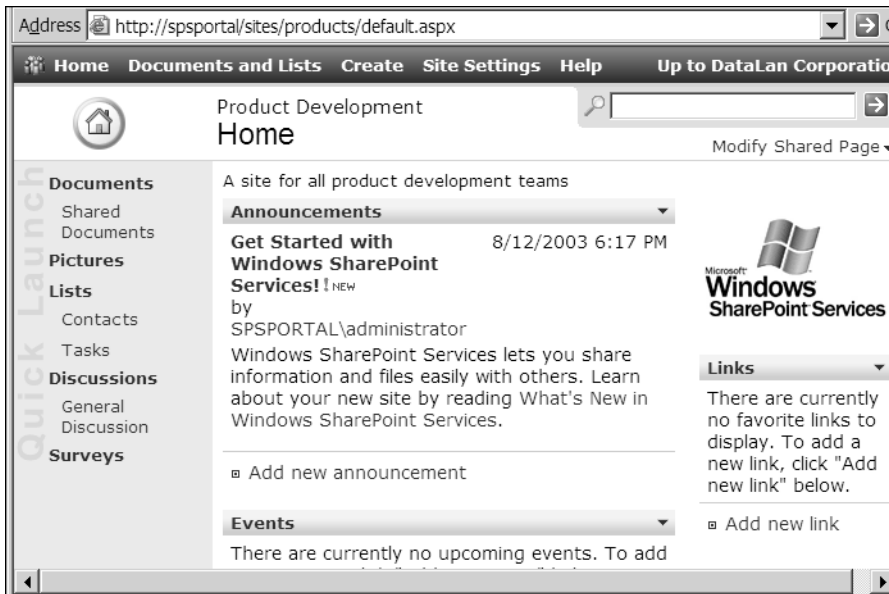 Address http://spsportal/sites/products/default.aspx
Home Documents and Lists Create Site Settings Help Up to DataLan Corporatio
Product Development
Home
Modify Shared Page
Quick Launch
Documents
Shared
Documents
Pictures
Lists
Contacts
Tasks
Discussions
General
Discussion
Surveys
A site for all product development teams
Announcements
Get Started with 8/12/2003 6:17 PM
Windows SharePoint
Services! ! NEW
by
SPSPORTAL\administrator
Windows SharePoint Services lets you share
information and files easily with others. Learn
about your new site by reading What's New in
Windows SharePoint Services.
Add new announcement
Events
There are currently no upcoming events. To add
Microsoft
Windows
SharePoint Services
Links
There are currently
no favorite links to
display. To add a
new link, click "Add
new link" below.
Add new link